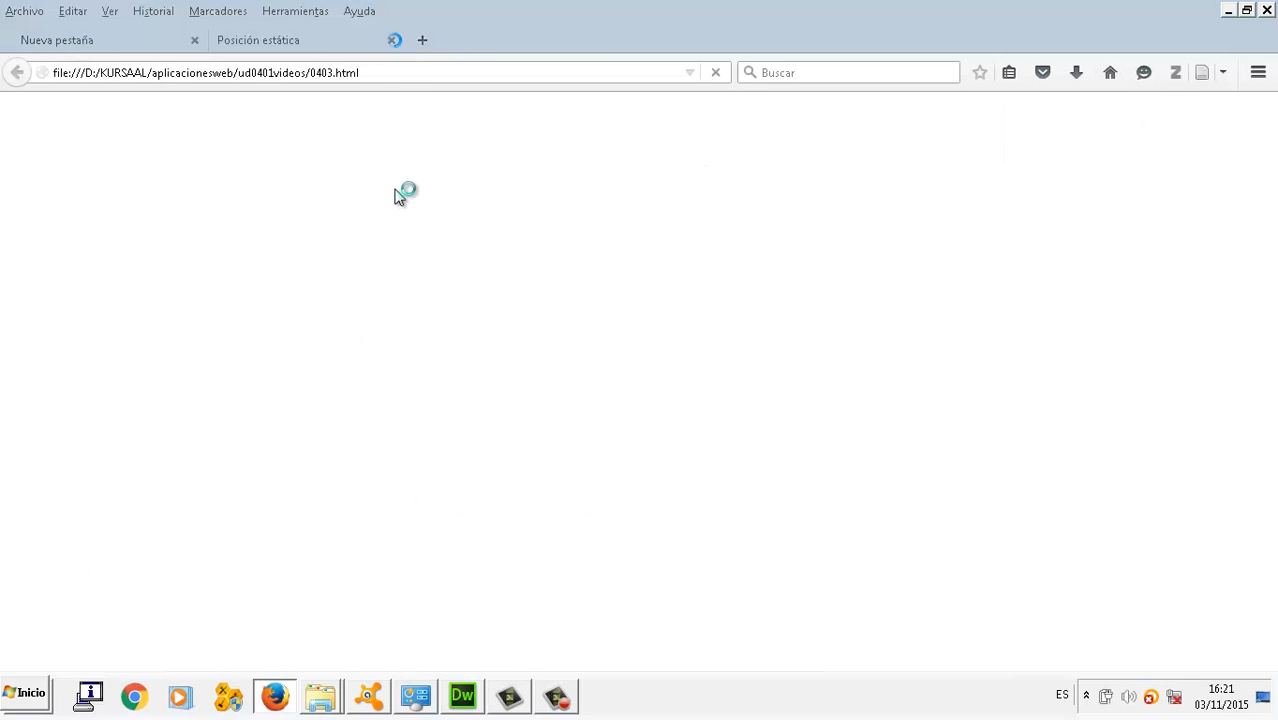 Archivo Editar Ver Historial Marcadores Herramientas Ayuda
Nueva pestaña Posición estática
file:///D:/KURSAAL/aplicacionesweb/ud0401videos/0403.html Buscar
Inicio Dw ES 16:21
03/11/2015